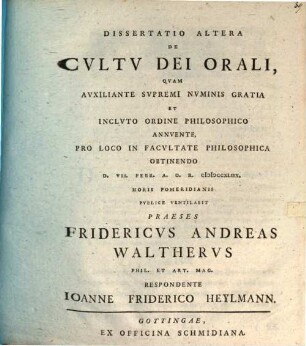 DISSERTATIO ALTERA
DE
CVLTV DEI ORALI,
QVAM
AVXILIANTE SVPREMI NVMINIS GRATIA
ET
INCLVTO ORDINE PHILOSOPHICO
ANNVENTE,
PRO LOCO IN FACVLTATE PHILOSOPHICA
OBTINENDO
D. VII. FEBR. A. O. R.
HORIS POMERIDIANIS
PVBLICE VENTILABIT
PRAESES
FRIDERICVS ANDREAS
WALTHERVS
PHIL. ET ART. MAG.
RESPONDENTE
IOANNE FRIDERICO HEYLMANN.
GOTTINGAE,
EX OFFICINA SCHMIDIANA.